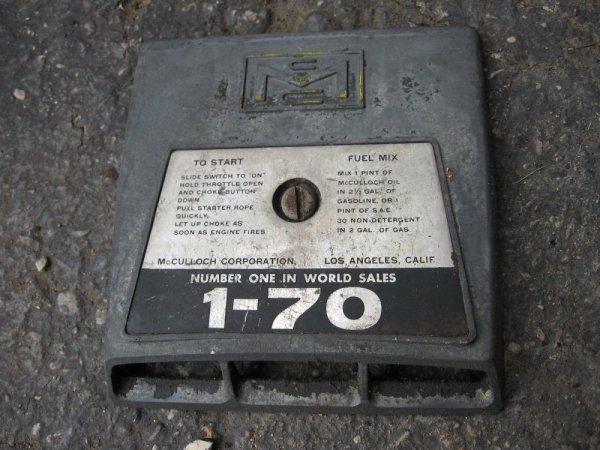 TO START
SLIDE SWITCH TO "ON"
HOLD THROTTLE OPEN
AND CHOKE BUTTON
DOWN
PULL STARTER ROPE
QUICKLY.
LET UP CHOKE AS
SOON AS ENGINE FIRES
FUEL MIX
MIX 1 PINT OF
McCULLOCH OIL
IN 2½ GAL. OF
GASOLINE, OR 1
PINT OF S.A.E.
30 NON-DETERGENT
IN 2 GAL. OF GAS
McCULLOCH CORPORATION, LOS ANGELES, CALIF.
NUMBER ONE IN WORLD SALES
1-70